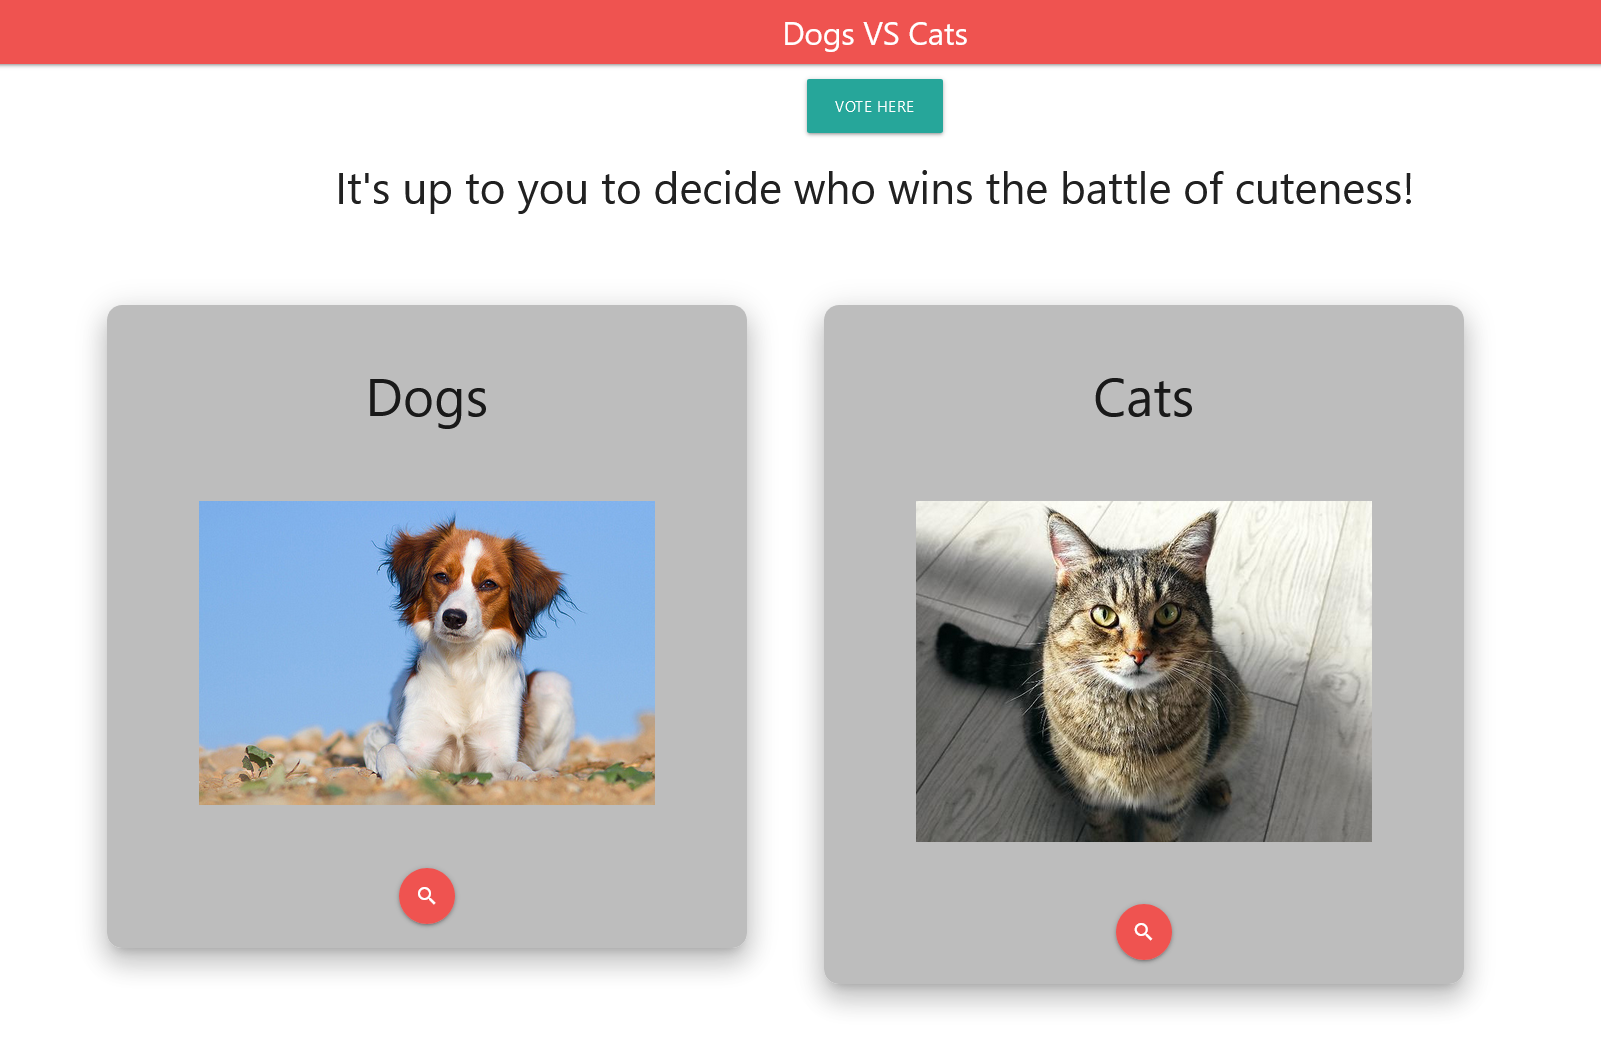 Dogs VS Cats
VOTE HERE
It's up to you to decide who wins the battle of cuteness!
Dogs
Cats